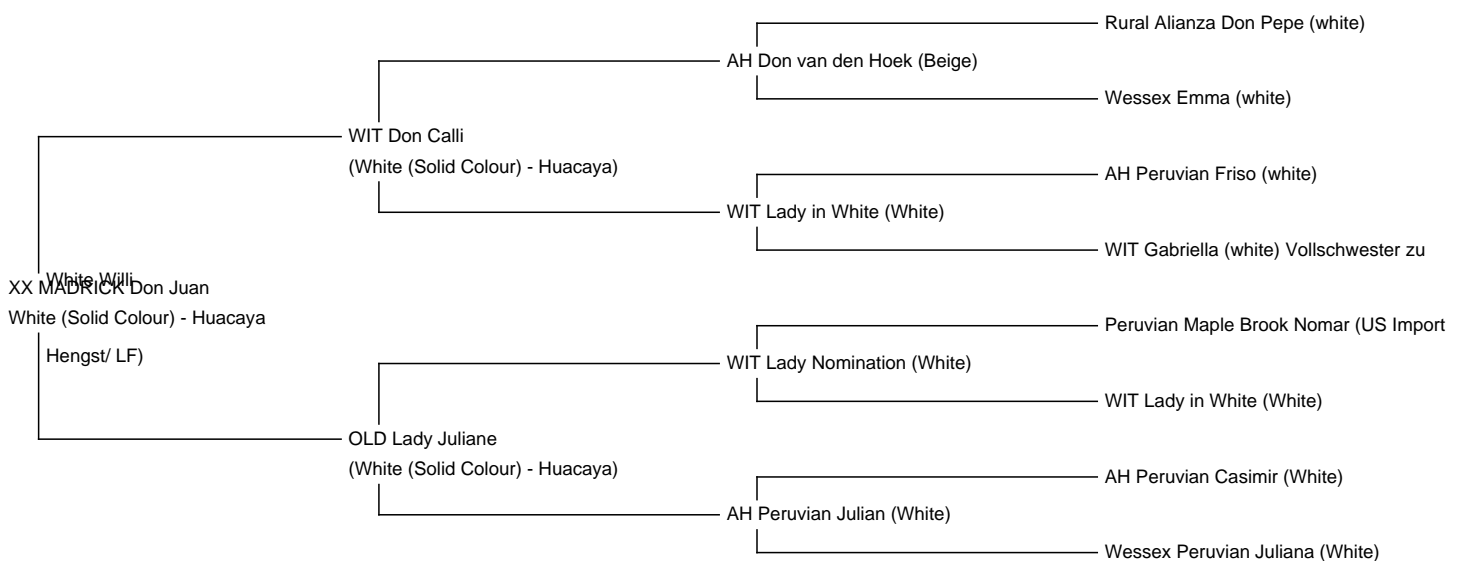 Rural Alianza Don Pepe (white)
AH Don van den Hoek (Beige)
Wessex Emma (white)
WIT Don Calli
(White (Solid Colour) - Huacaya)
AH Peruvian Friso (white)
WIT Lady in White (White)
WIT Gabriella (white) Vollschwester zu
White Willi
XX MADRICK Don Juan
White (Solid Colour) - Huacaya
Hengst/ LF)
Peruvian Maple Brook Nomar (US Import
WIT Lady Nomination (White)
WIT Lady in White (White)
OLD Lady Juliane
(White (Solid Colour) - Huacaya)
AH Peruvian Casimir (White)
AH Peruvian Julian (White)
Wessex Peruvian Juliana (White)